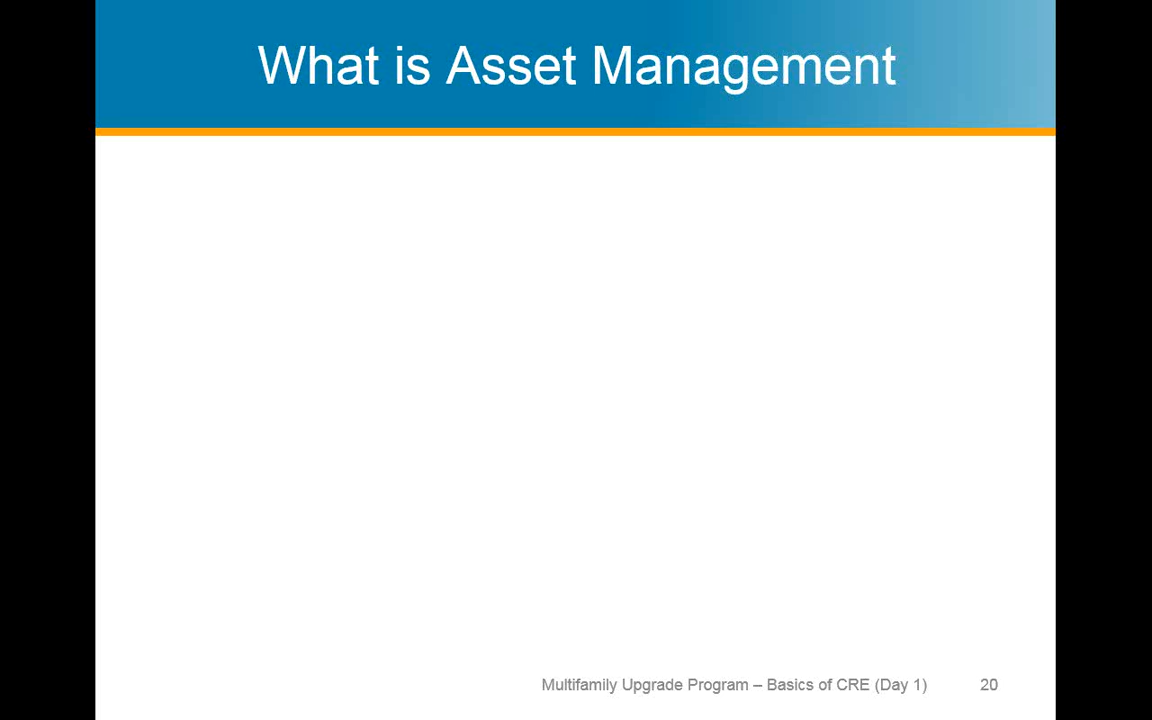 What is Asset Management
Multifamily Upgrade Program – Basics of CRE (Day 1) 20